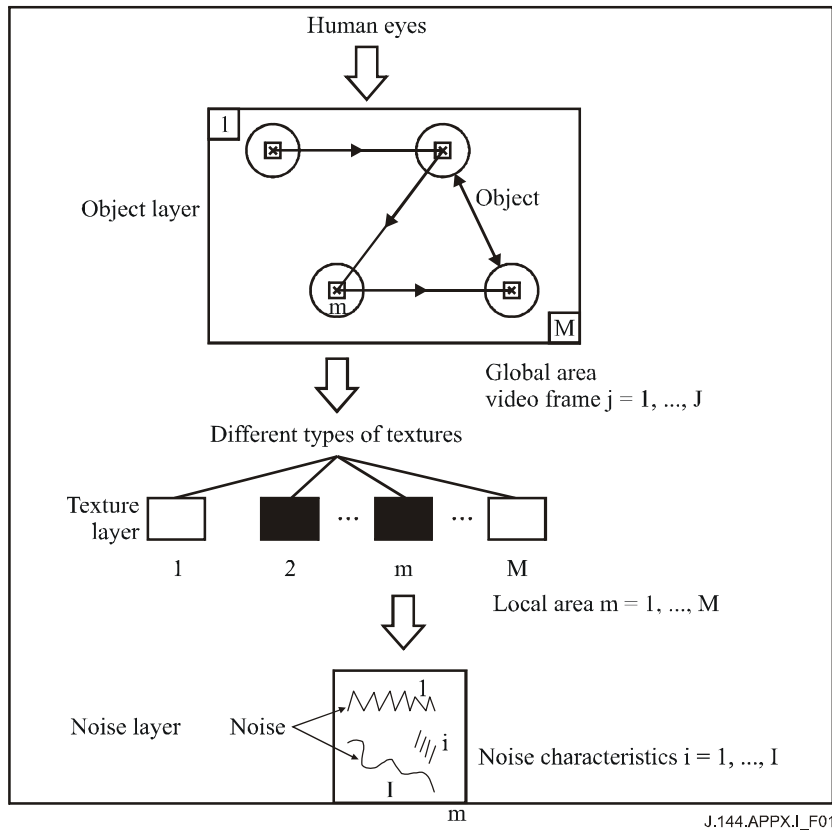 Human eyes
1
Object layer
Object
m
M
Global area
video frame j = 1, ..., J
Different types of textures
Texture
layer
... ...
1 2 m M
Local area m = 1, ..., M
1
Noise layer Noise
i
Noise characteristics i = 1, ..., I
I
m
J.144.APPX.I_F01